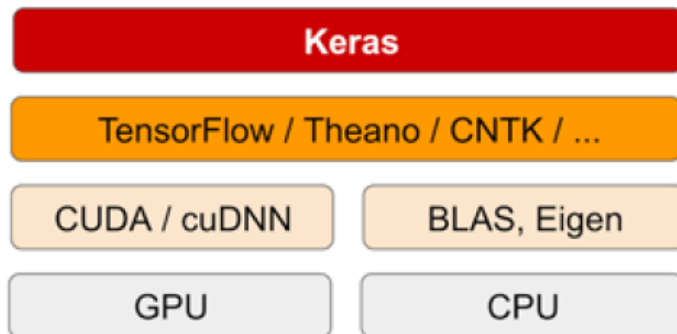 Keras
TensorFlow / Theano / CNTK / ...
CUDA / cuDNN
BLAS, Eigen
GPU
CPU